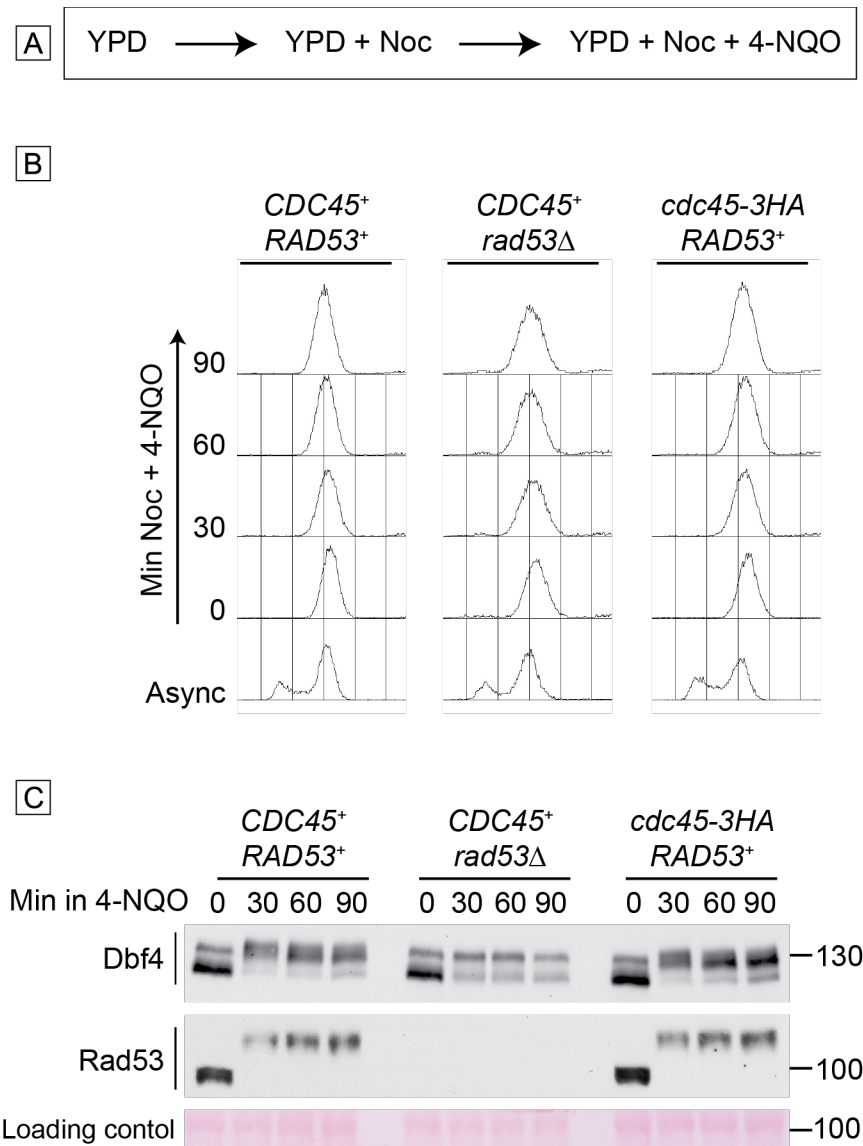 A
YPD → YPD + Noc → YPD + Noc + 4-NQO
B
CDC45+ CDC45+ cdc45-3HA
RAD53+ rad53Δ RAD53+
Min Noc + 4-NQO
90
60
30
0
Async
C
CDC45+ CDC45+ cdc45-3HA
RAD53+ rad53Δ RAD53+
Min in 4-NQO 0 30 60 90 0 30 60 90 0 30 60 90
Dbf4 130
Rad53 100
Loading contol 100